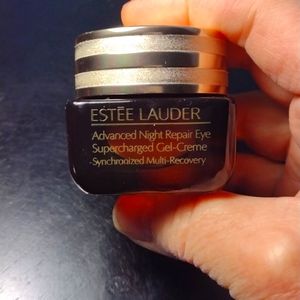 ESTĒE LAUDER
Advanced Night Repair Eye
Supercharged Gel-Creme
Synchronized Multi-Recovery